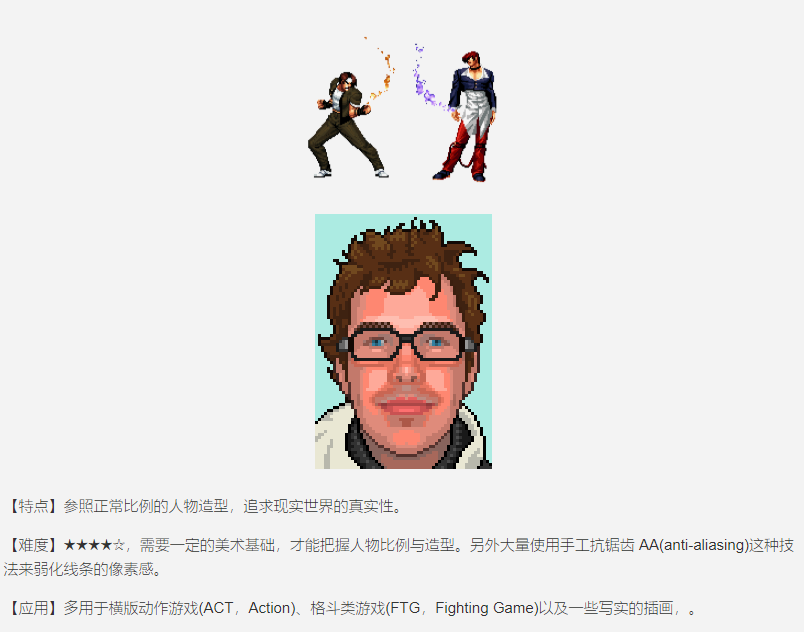 【特点】参照正常比例的人物造型，追求现实世界的真实性。
【难度】★★★★☆，需要一定的美术基础，才能把握人物比例与造型。另外大量使用手工抗锯齿 AA(anti-aliasing)这种技
法来弱化线条的像素感。
【应用】多用于横版动作游戏(ACT，Action)、格斗类游戏(FTG，Fighting Game)以及一些写实的插画，。